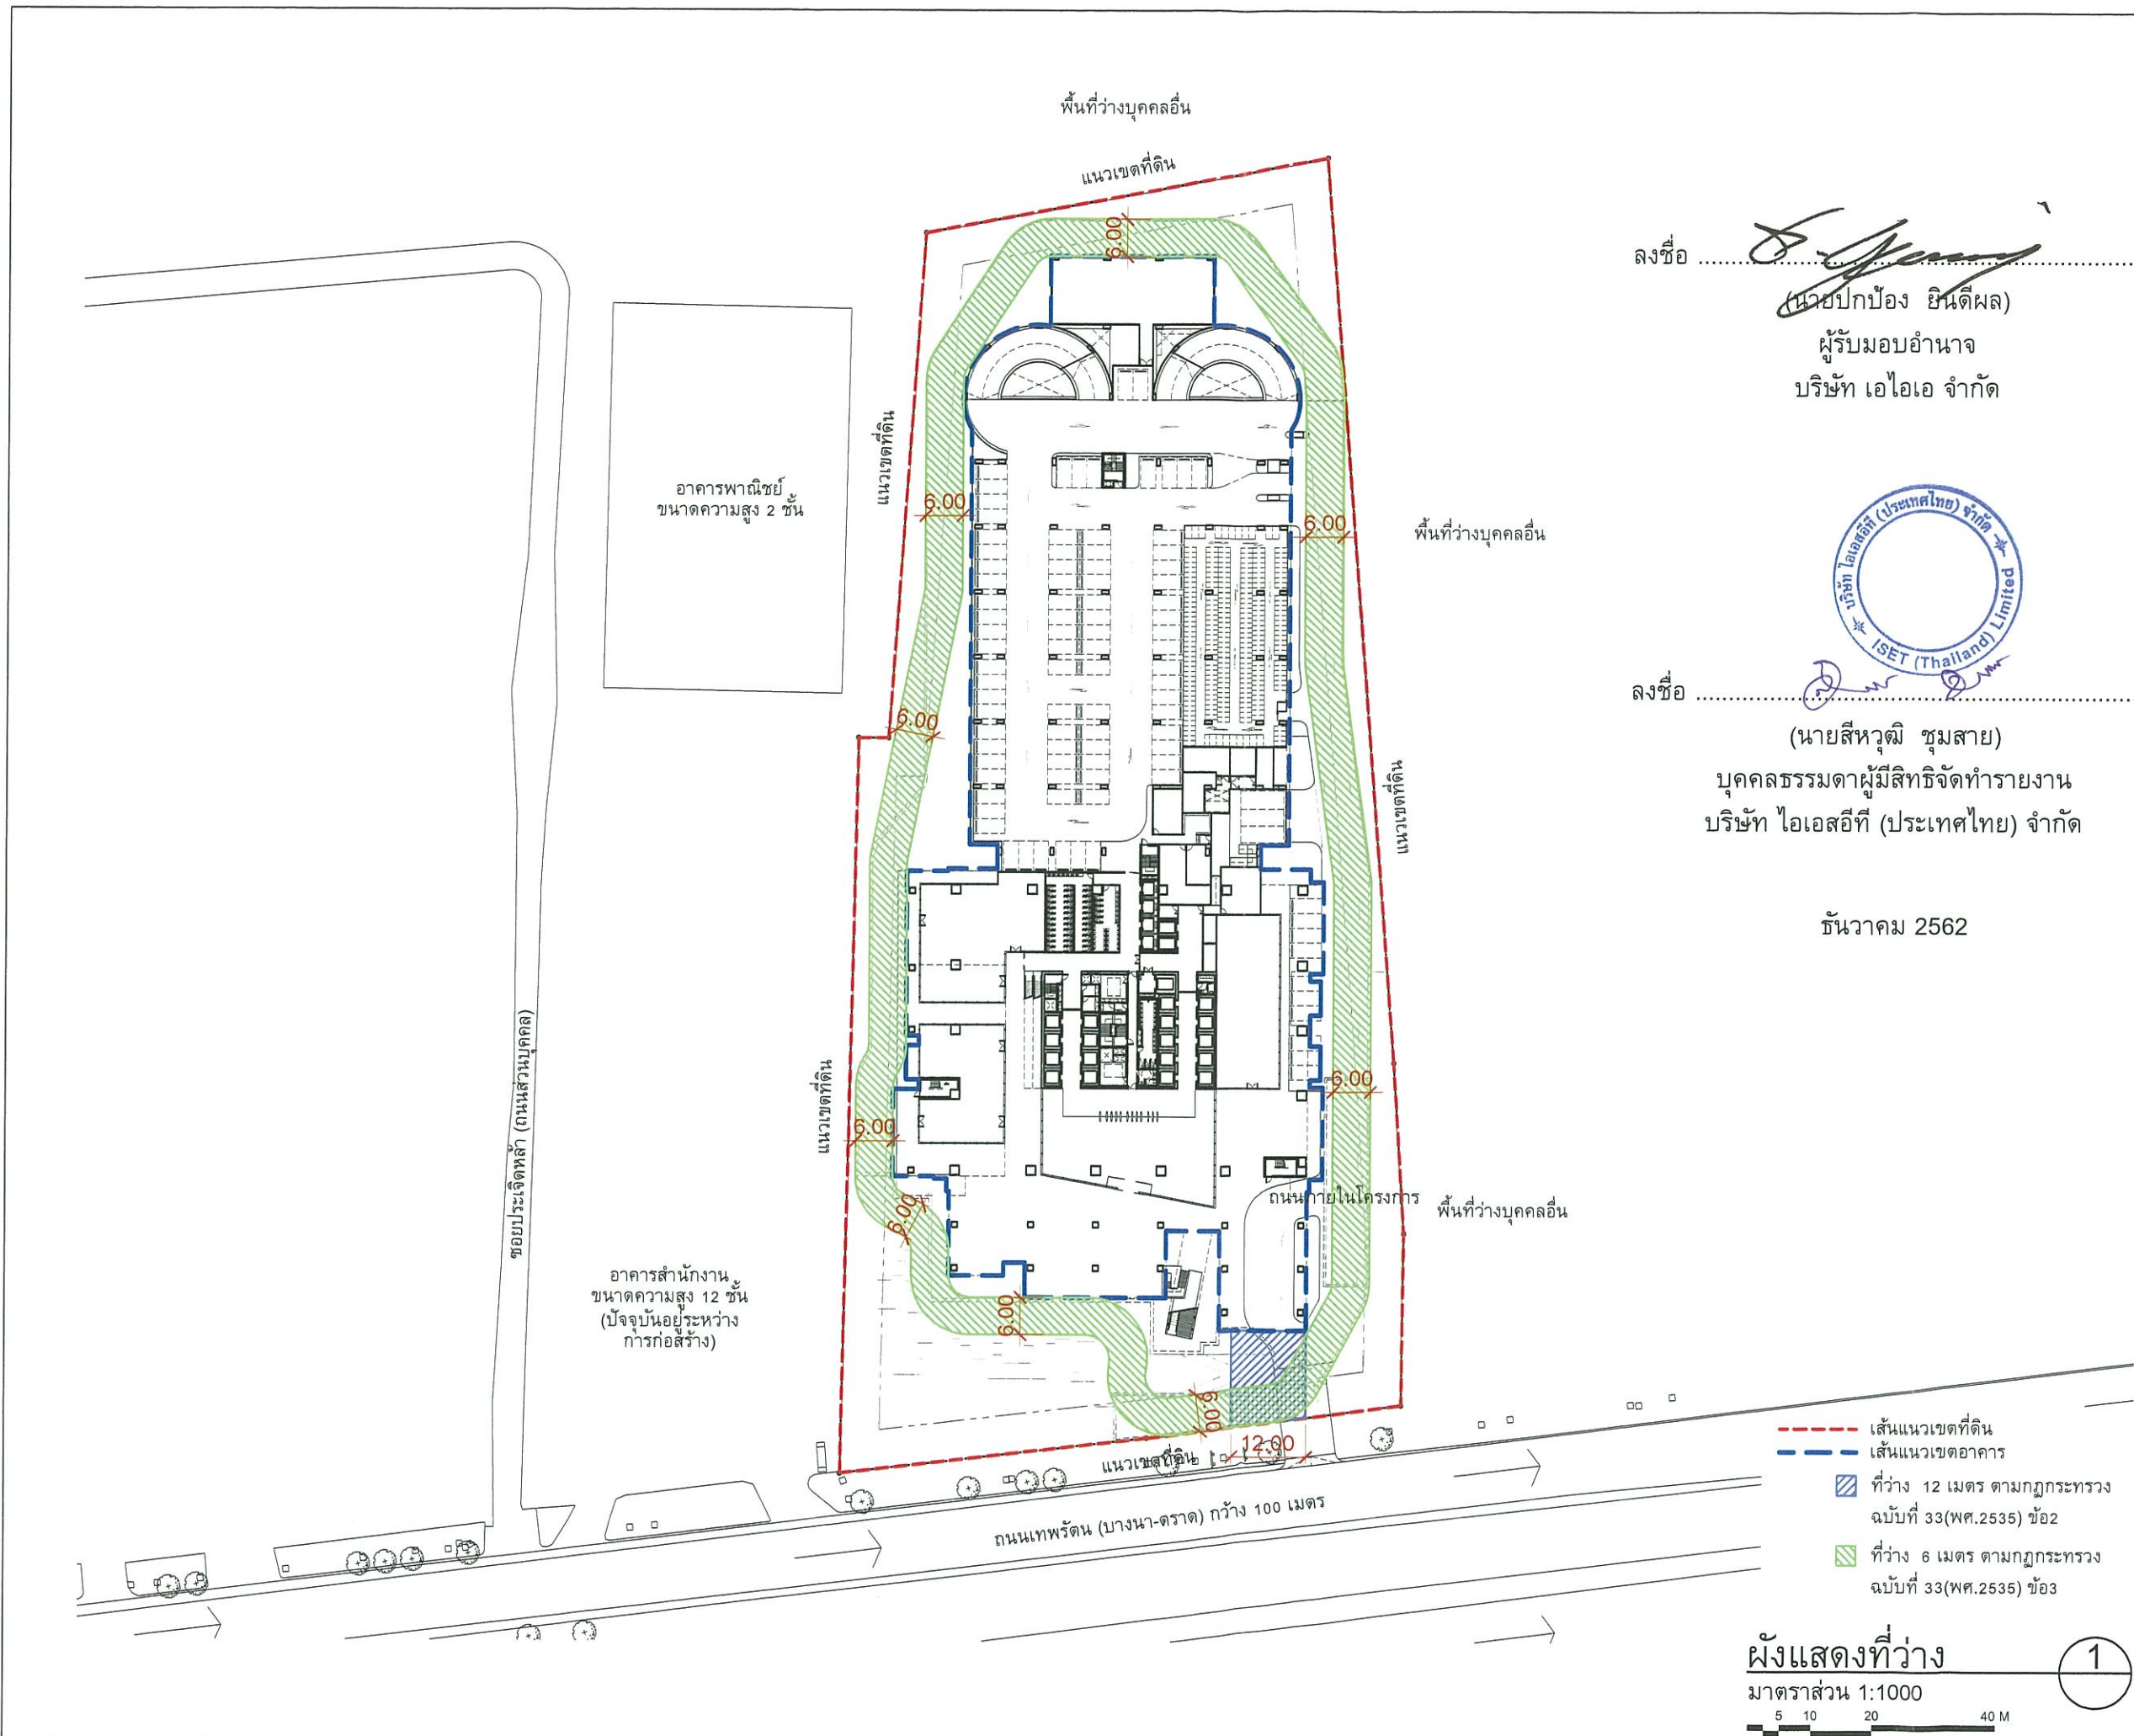 พื้นที่ว่างบุคคลอื่น
แนวเขตที่ดิน
6.00
แนวเขตที่ดิน
อาคารพาณิชย์
ขนาดความสูง 2 ชั้น
6.00
6.00
พื้นที่ว่างบุคคลอื่น
6.00
แนวเขตที่ดิน
ซอยประเจิดหล้า (ถนนส่วนบุคคล)
แนวเขตที่ดิน
6.00
6.00
6.00
ถนนภายในโครงการ
พื้นที่ว่างบุคคลอื่น
อาคารสำนักงาน
ขนาดความสูง 12 ชั้น
(ปัจจุบันอยู่ระหว่าง
การก่อสร้าง)
6.00
6.00
12.00
แนวเขตที่ดิน
ถนนเทพรัตน (บางนา-ตราด) กว้าง 100 เมตร
ลงชื่อ
(นายปกป้อง ยินดีผล)
ผู้รับมอบอำนาจ
บริษัท เอไอเอ จำกัด
บริษัท ไอเอสอีที (ประเทศไทย) จำกัด
ISET (Thailand) Limited
ลงชื่อ
(นายสีหวุฒิ ชุมสาย)
บุคคลธรรมดาผู้มีสิทธิจัดทำรายงาน
บริษัท ไอเอสอีที (ประเทศไทย) จำกัด
ธันวาคม 2562
เส้นแนวเขตที่ดิน
เส้นแนวเขตอาคาร
ที่ว่าง 12 เมตร ตามกฎกระทรวง
ฉบับที่ 33(พศ.2535) ข้อ2
ที่ว่าง 6 เมตร ตามกฎกระทรวง
ฉบับที่ 33(พศ.2535) ข้อ3
ผังแสดงที่ว่าง
1
มาตราส่วน 1:1000
5 10 20 40 M